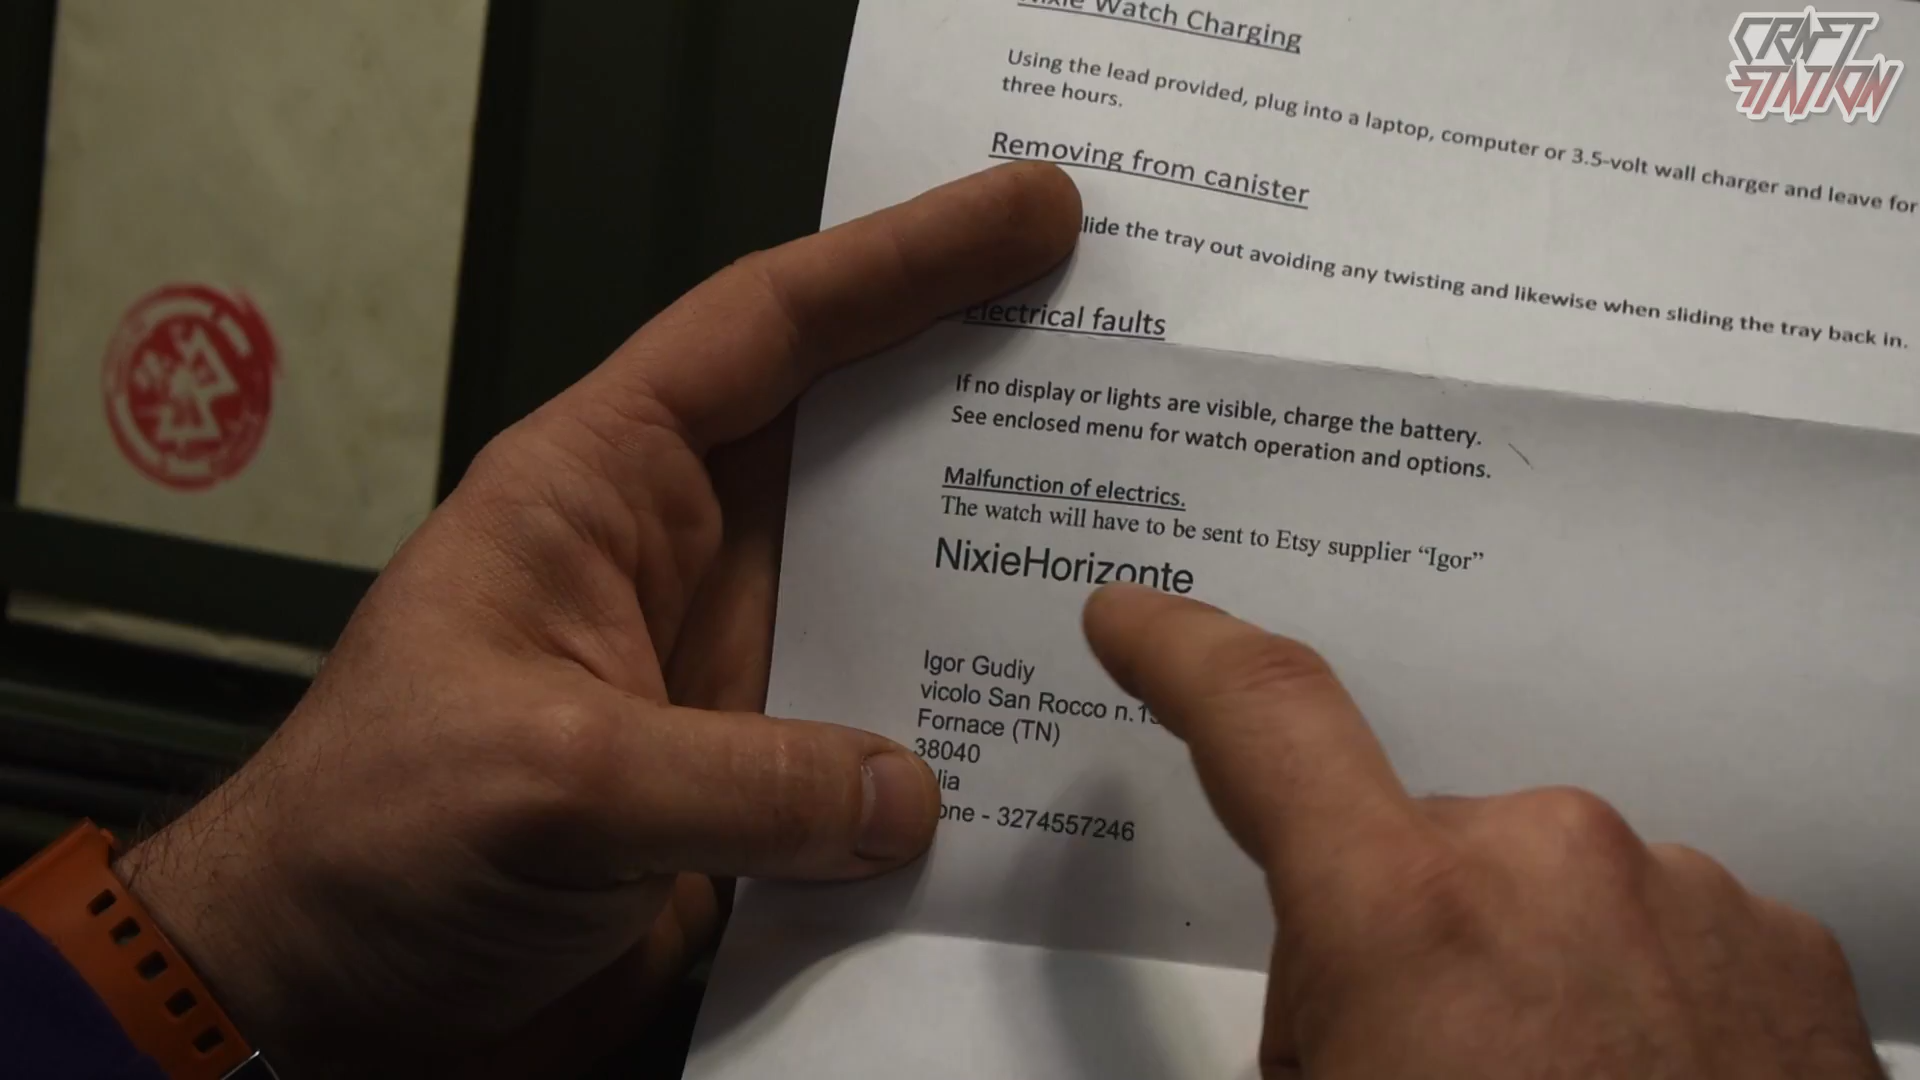 Nixie Watch Charging
Using the lead provided, plug into a laptop, computer or 3.5-volt wall charger and leave for
three hours.
Removing from canister
lide the tray out avoiding any twisting and likewise when sliding the tray back in.
Electrical faults
If no display or lights are visible, charge the battery.
See enclosed menu for watch operation and options.
Malfunction of electrics.
The watch will have to be sent to Etsy supplier “Igor”
NixieHorizonte
Igor Gudiy
vicolo San Rocco n.1
Fornace (TN)
38040
lia
one - 3274557246
CRAFT
STATION